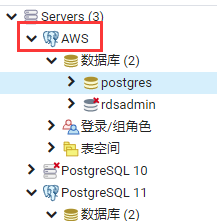 Servers (3)
AWS
数据库 (2)
postgres
rdsadmin
登录/组角色
表空间
PostgreSQL 10
PostgreSQL 11
数据库 (2)